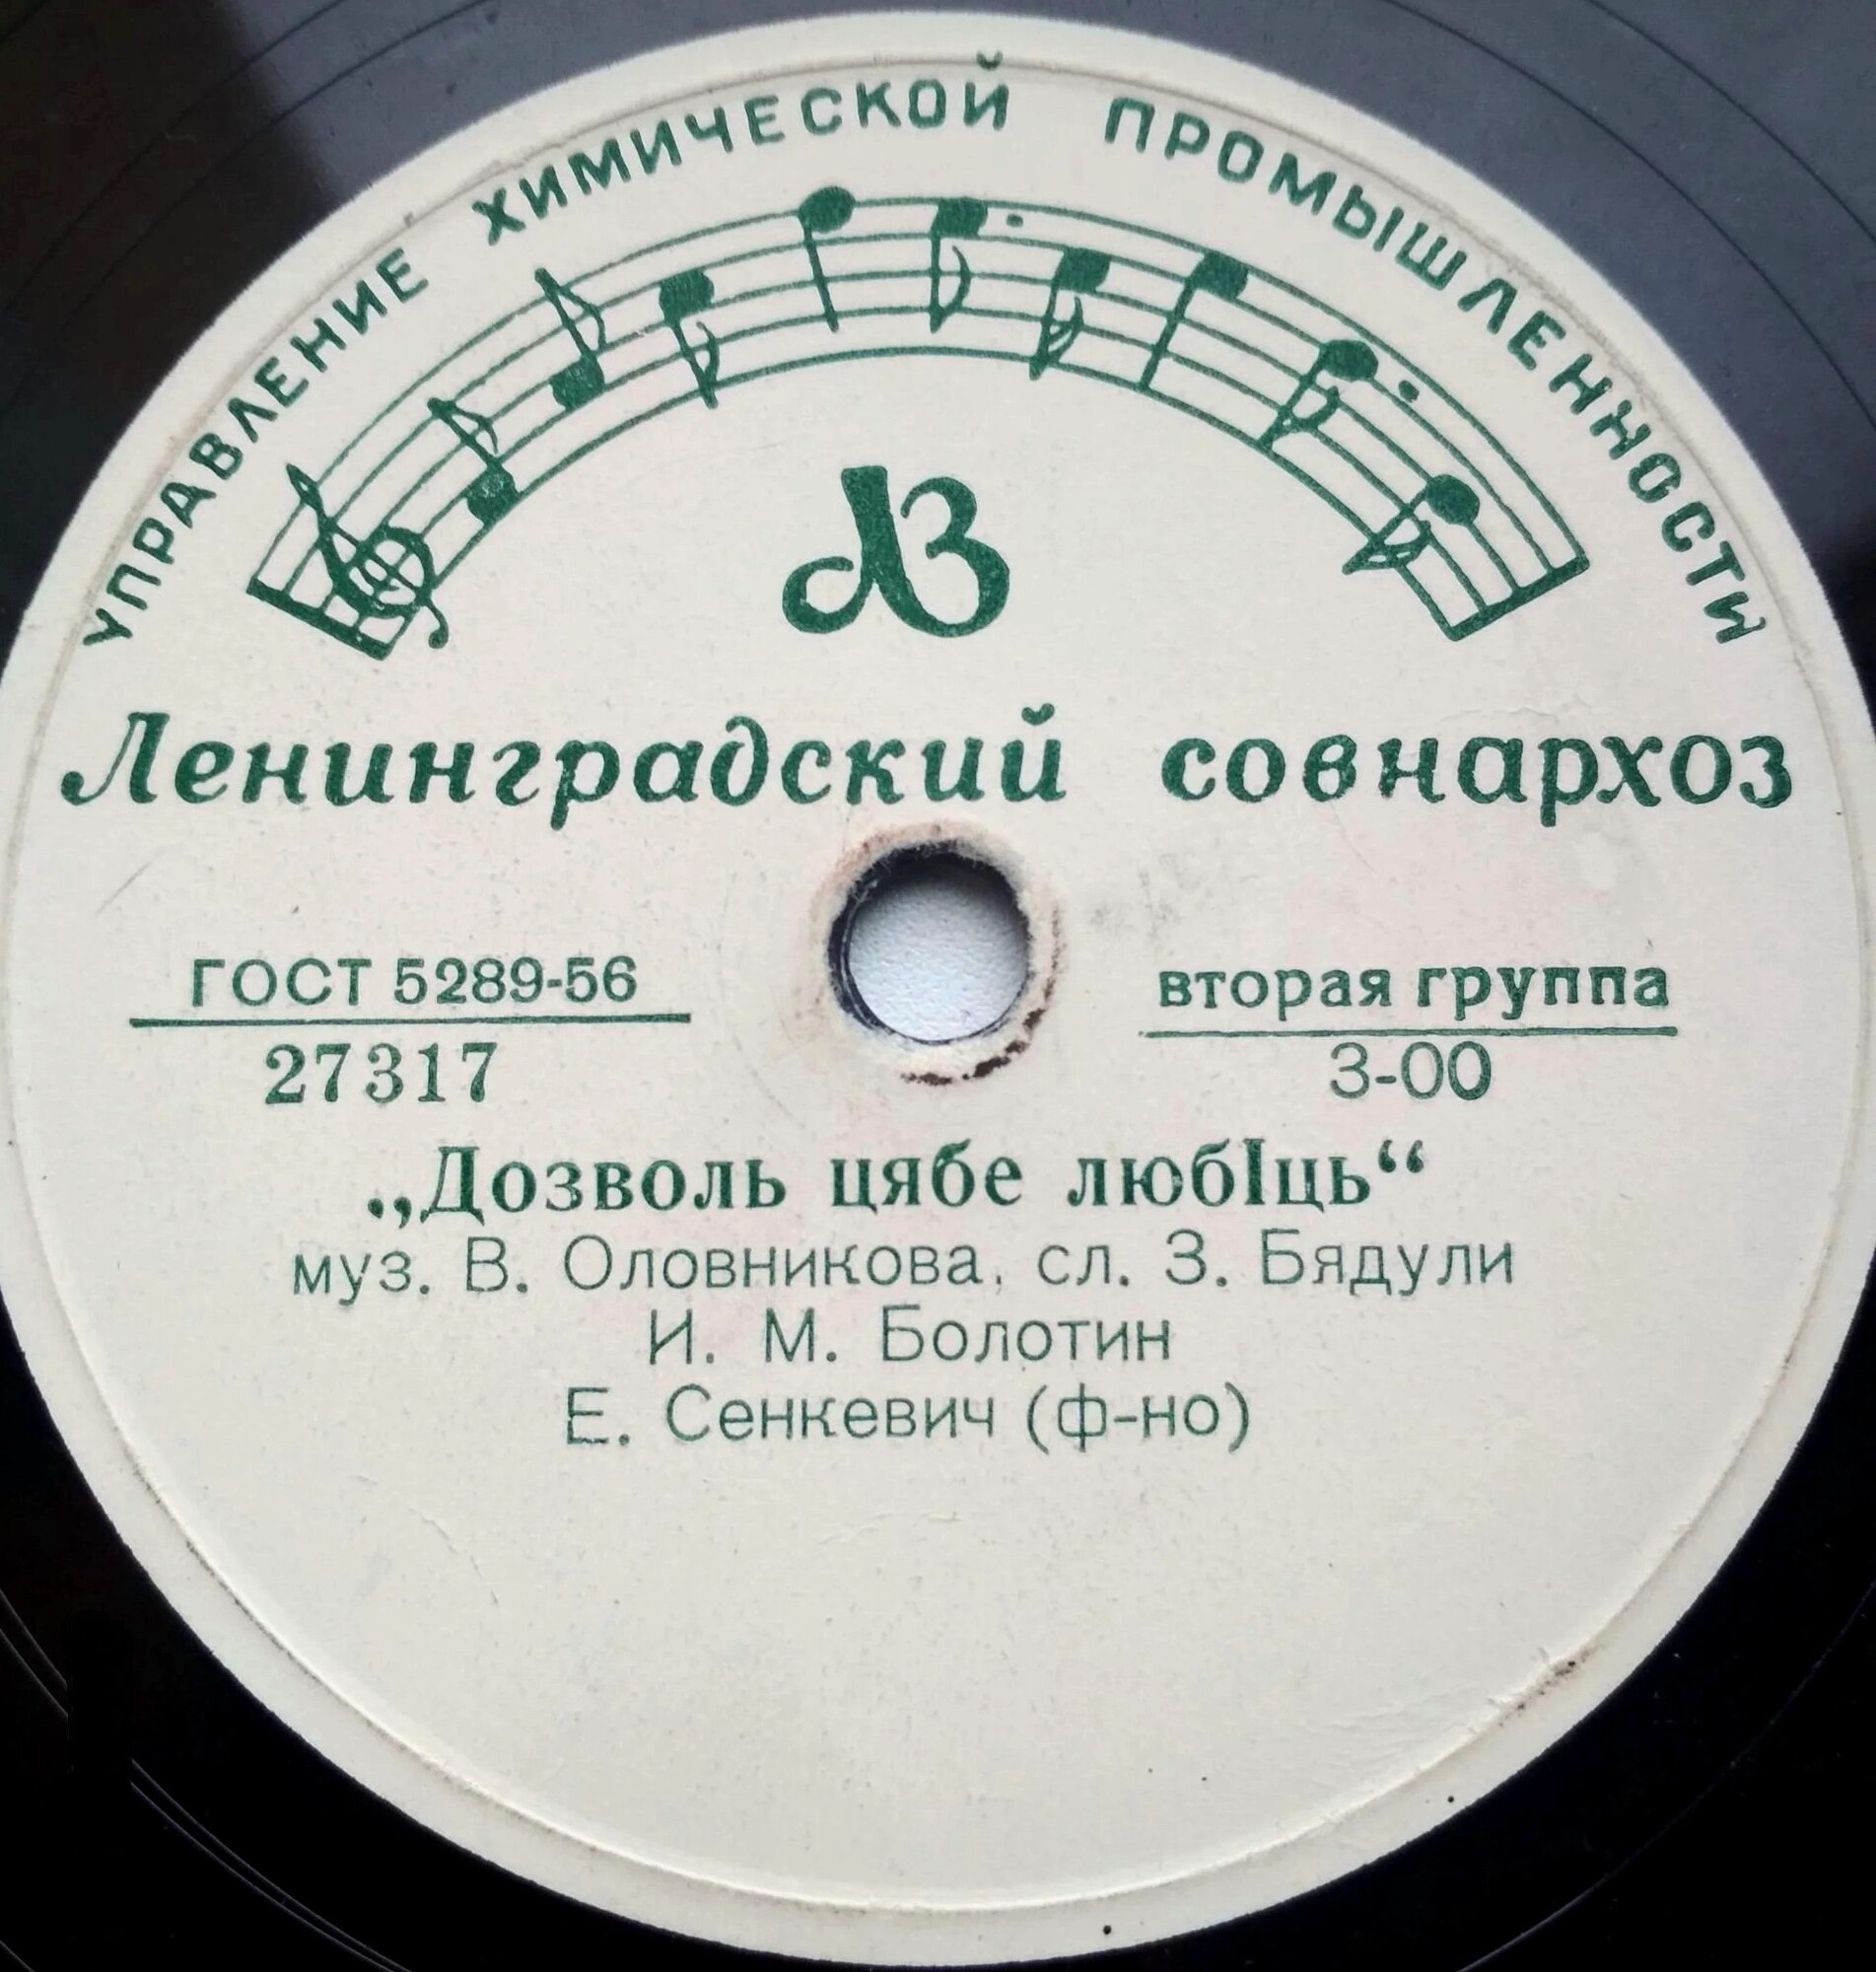 УПРАВЛЕНИЕ ХИМИЧЕСКОЙ ПРОМЫШЛЕННОСТИ
ЛЗ
Ленинградский совнархоз
ГОСТ 5289-56
27317
вторая группа
3-00
„Дозволь цябе любIць“
муз. В. Оловникова, сл. З. Бядули
И. М. Болотин
Е. Сенкевич (ф-но)